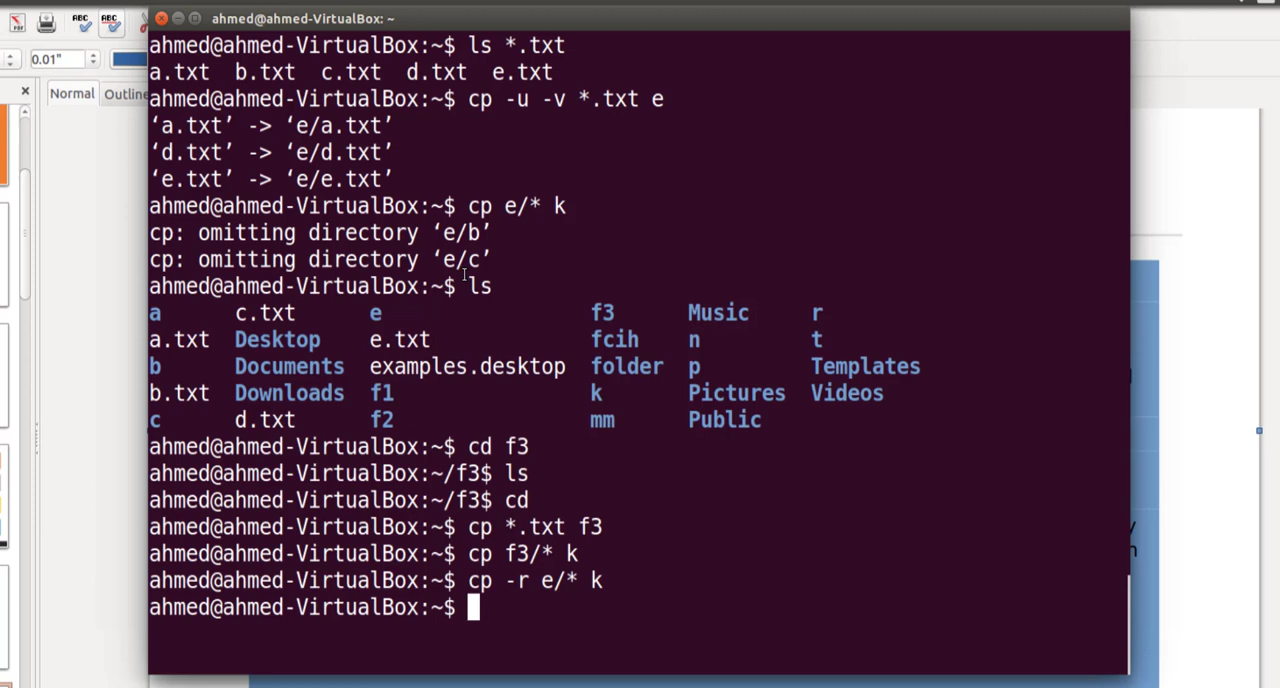 ahmed@ahmed-VirtualBox: ~
0.01"
Normal
Outline
ahmed@ahmed-VirtualBox:~$ ls *.txt
a.txt  b.txt  c.txt  d.txt  e.txt
ahmed@ahmed-VirtualBox:~$ cp -u -v *.txt e
‘a.txt’ -> ‘e/a.txt’
‘d.txt’ -> ‘e/d.txt’
‘e.txt’ -> ‘e/e.txt’
ahmed@ahmed-VirtualBox:~$ cp e/* k
cp: omitting directory ‘e/b’
cp: omitting directory ‘e/c’
ahmed@ahmed-VirtualBox:~$ ls
a      c.txt      e                 f3      Music     r
a.txt  Desktop    e.txt             fcih    n         t
b      Documents  examples.desktop  folder  p         Templates
b.txt  Downloads  f1                k       Pictures  Videos
c      d.txt      f2                mm      Public
ahmed@ahmed-VirtualBox:~$ cd f3
ahmed@ahmed-VirtualBox:~/f3$ ls
ahmed@ahmed-VirtualBox:~/f3$ cd
ahmed@ahmed-VirtualBox:~$ cp *.txt f3
ahmed@ahmed-VirtualBox:~$ cp f3/* k
ahmed@ahmed-VirtualBox:~$ cp -r e/* k
ahmed@ahmed-VirtualBox:~$